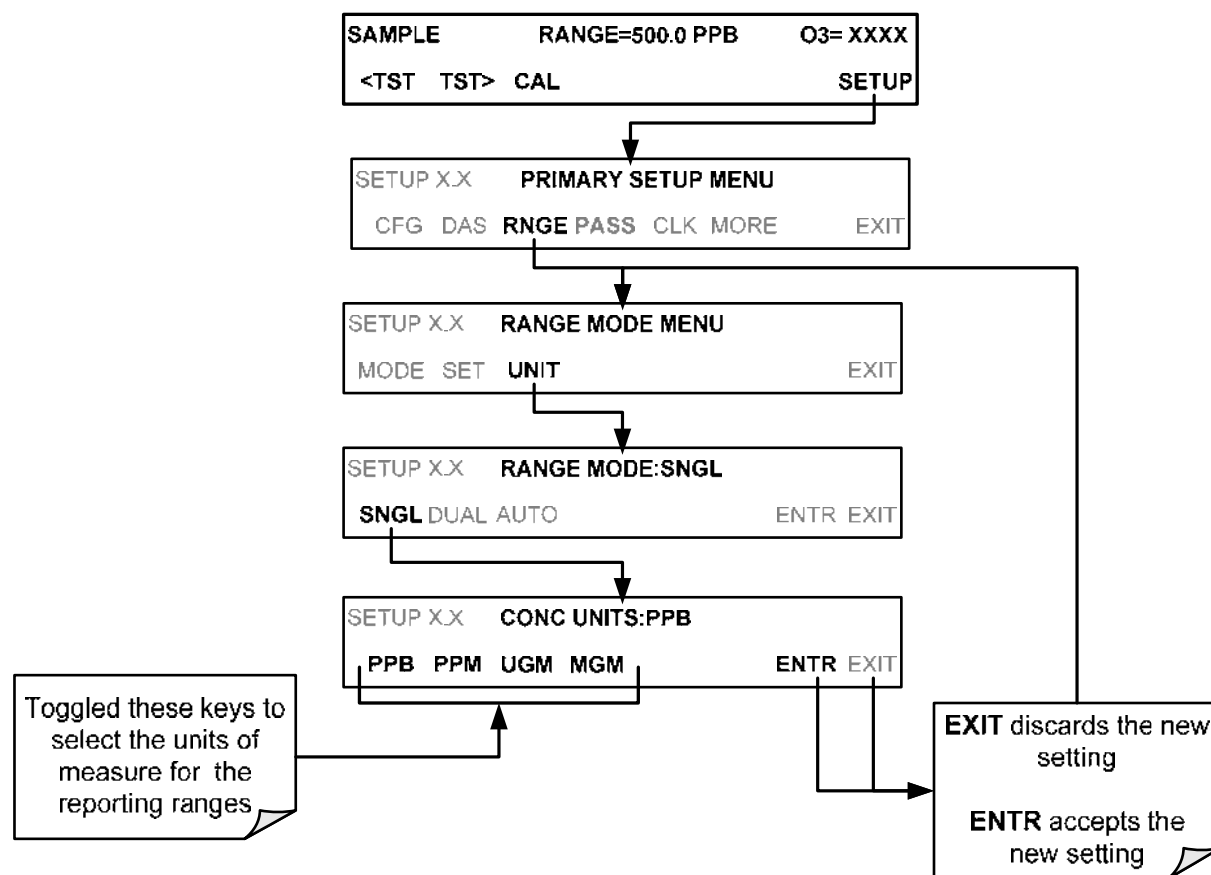 SAMPLE RANGE=500.0 PPB O3= XXXX
<TST TST> CAL SETUP
SETUP X.X PRIMARY SETUP MENU
CFG DAS RNGE PASS CLK MORE EXIT
SETUP X.X RANGE MODE MENU
MODE SET UNIT EXIT
SETUP X.X RANGE MODE:SNGL
SNGL DUAL AUTO ENTR EXIT
SETUP X.X CONC UNITS:PPB
PPB PPM UGM MGM ENTR EXIT
Toggled these keys to
select the units of
measure for the
reporting ranges
EXIT discards the new
setting
ENTR accepts the
new setting